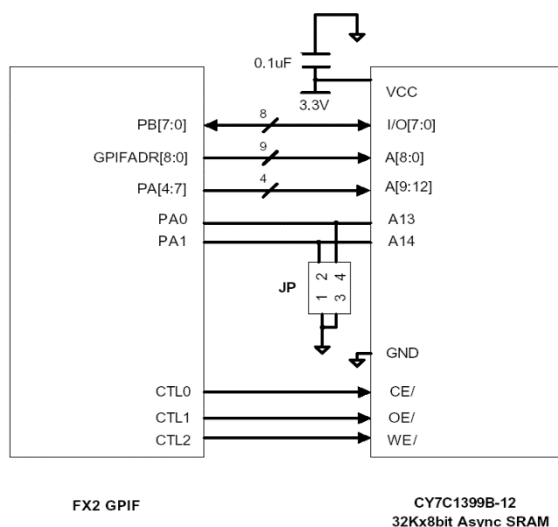 0.1uF
3.3V
VCC
PB[7:0]
8
I/O[7:0]
GPIFADR[8:0]
9
A[8:0]
PA[4:7]
4
A[9:12]
PA0
A13
PA1
A14
JP
2 4
1 3
GND
CTL0
CE/
CTL1
OE/
CTL2
WE/
FX2 GPIF
CY7C1399B-12
32Kx8bit Async SRAM